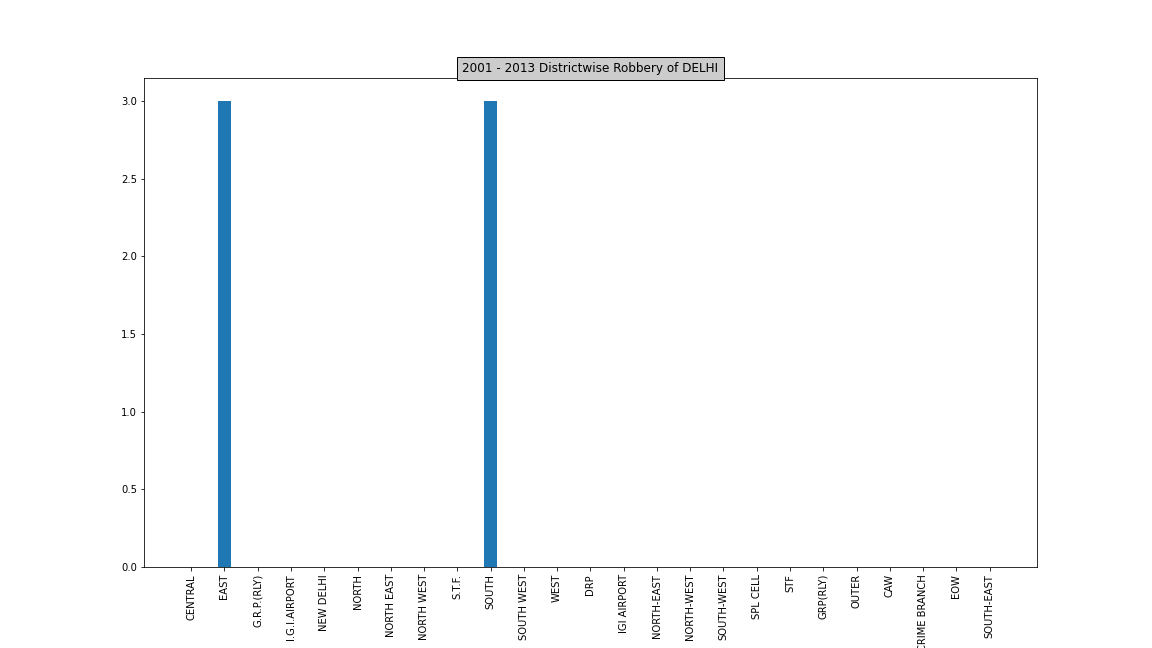 2001 - 2013 Districtwise Robbery of DELHI
3.0
2.5
2.0
1.5
1.0
0.5
0.0
CENTRAL
EAST
G.R.P.(RLY)
I.G.I.AIRPORT
NEW DELHI
NORTH
NORTH EAST
NORTH WEST
S.T.F.
SOUTH
SOUTH WEST
WEST
DRP
IGI AIRPORT
NORTH-EAST
NORTH-WEST
SOUTH-WEST
SPL CELL
STF
GRP(RLY)
OUTER
CAW
CRIME BRANCH
EOW
SOUTH-EAST